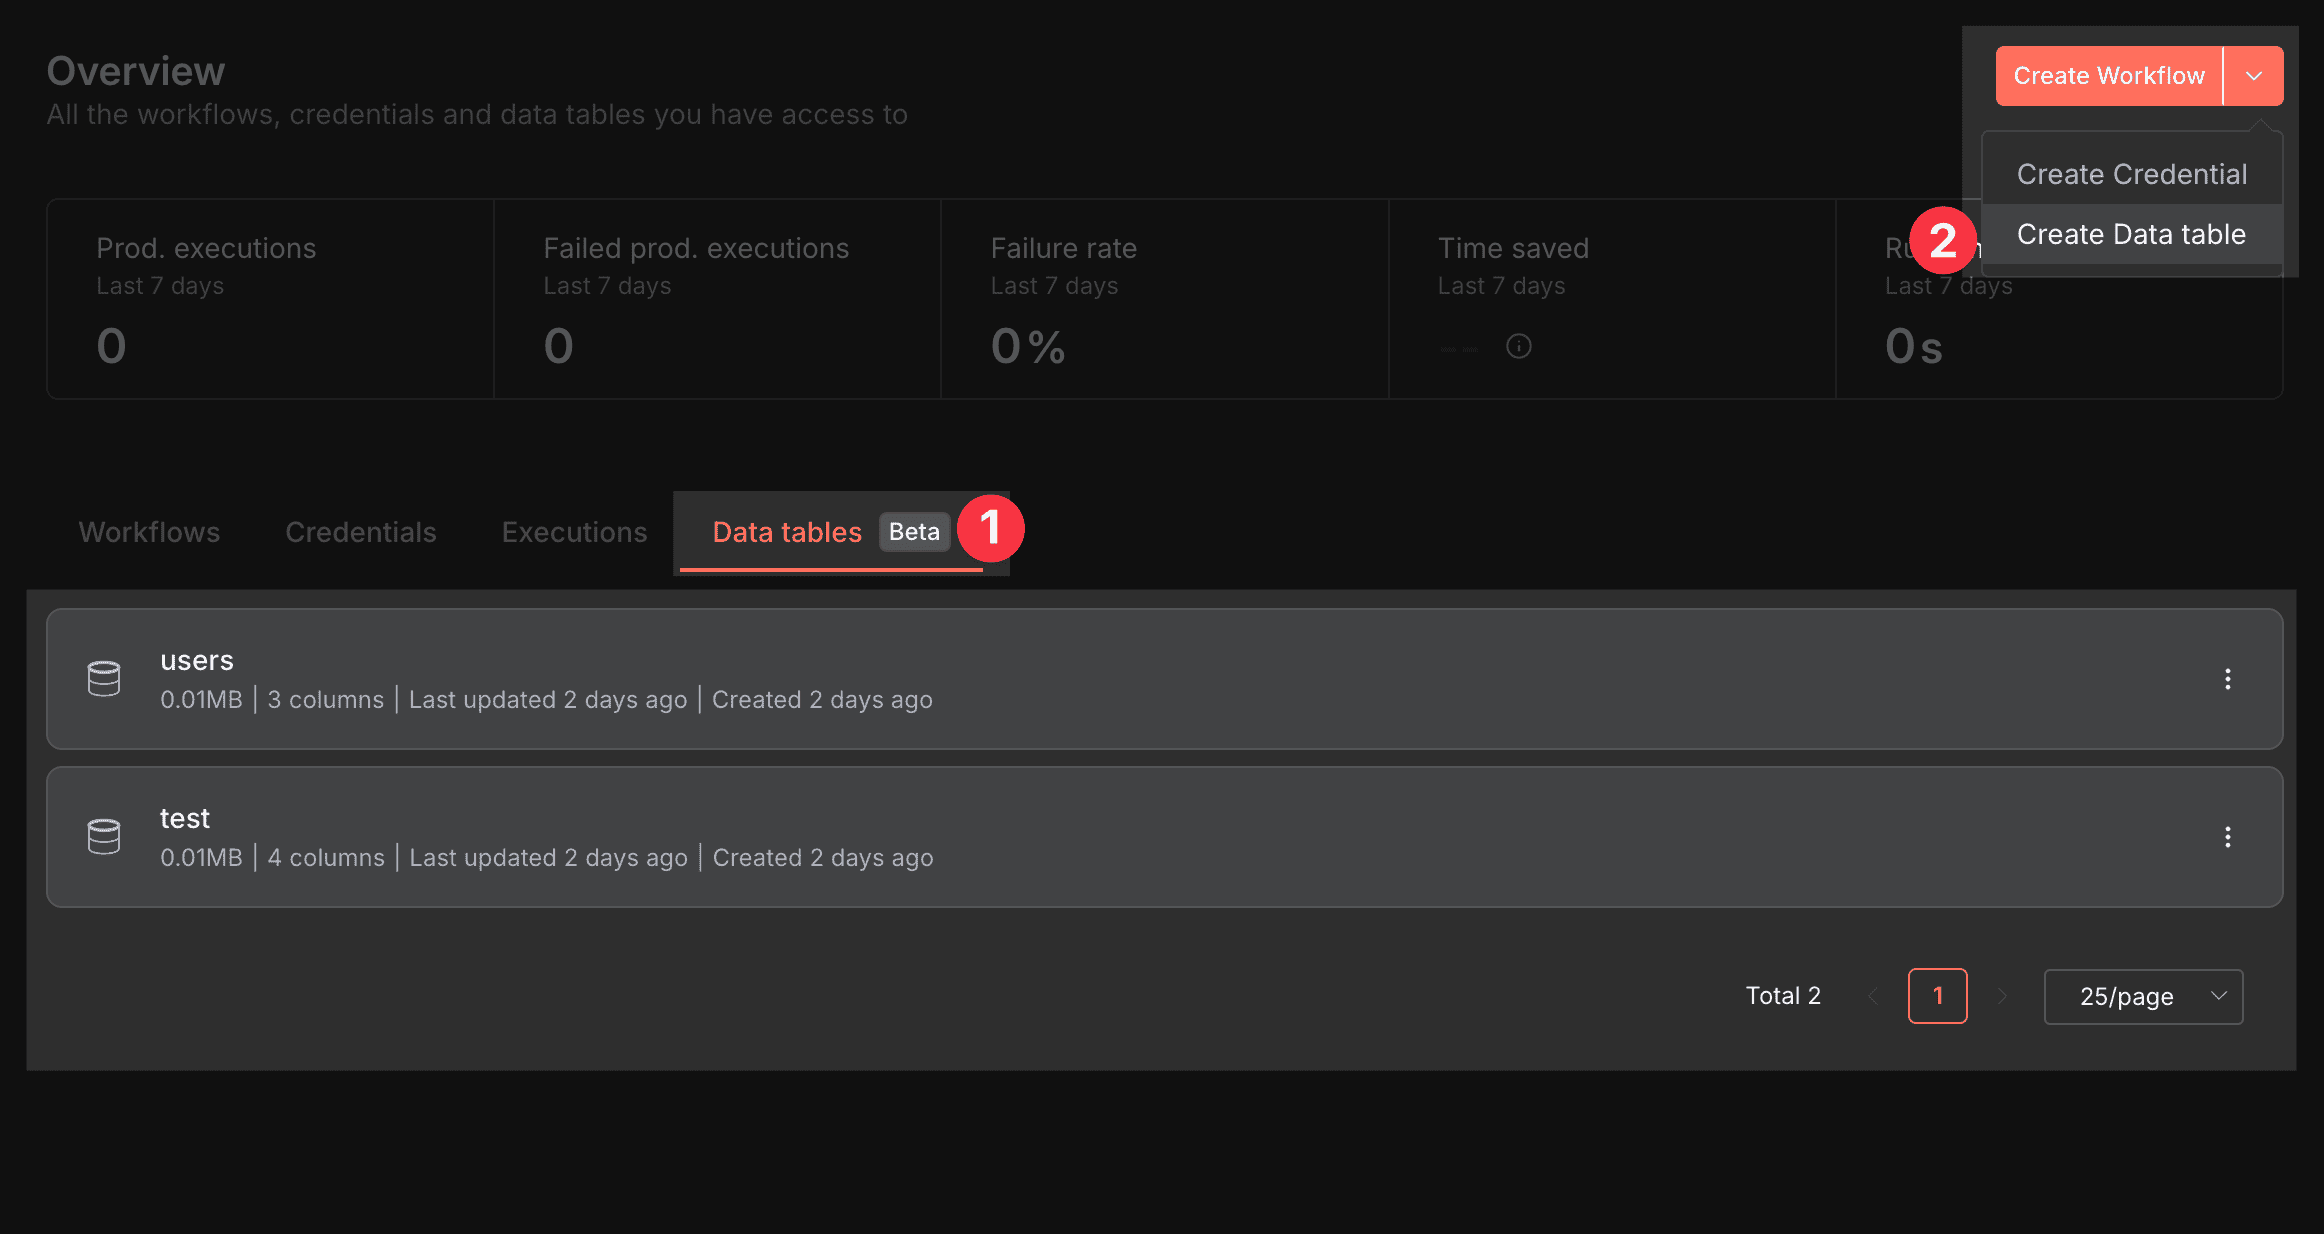 Overview
All the workflows, credentials and data tables you have access to
Create Workflow
Create Credential
Create Data table
2
Prod. executions
Last 7 days
0
Failed prod. executions
Last 7 days
0
Failure rate
Last 7 days
0%
Time saved
Last 7 days
-- 
Last 7 days
0s
Workflows
Credentials
Executions
Data tables
Beta
1
users
0.01MB | 3 columns | Last updated 2 days ago | Created 2 days ago
test
0.01MB | 4 columns | Last updated 2 days ago | Created 2 days ago
Total 2
1
25/page